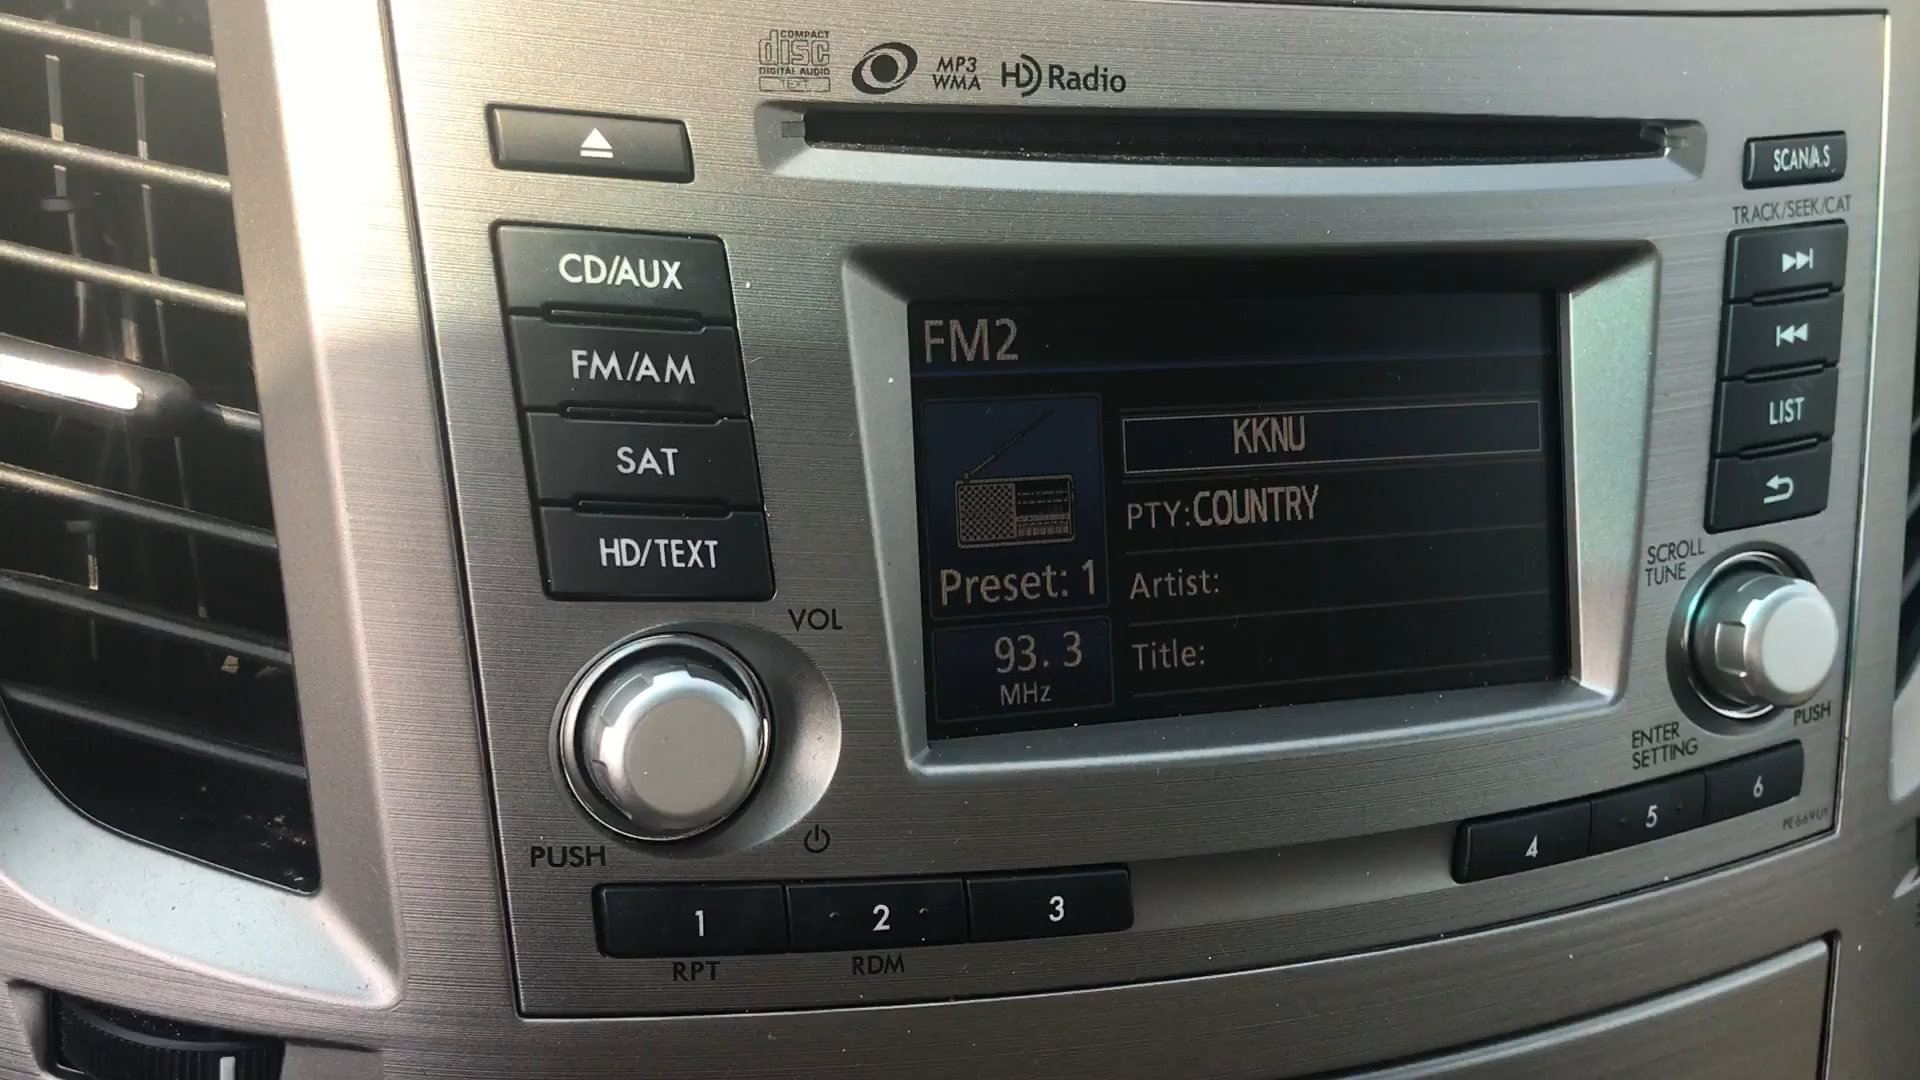 COMPACT
disc
DIGITAL AUDIO
TEXT
MP3
WMA
HD Radio
SCAN/A.S
TRACK/SEEK/CAT
CD/AUX
FM/AM
SAT
HD/TEXT
FM2
KKNU
PTY:COUNTRY
Artist:
Title:
Preset: 1
93. 3
MHz
LIST
SCROLL
TUNE
PUSH
ENTER
SETTING
VOL
PUSH
1
2
3
4
5
6
RPT
RDM
PE669U1